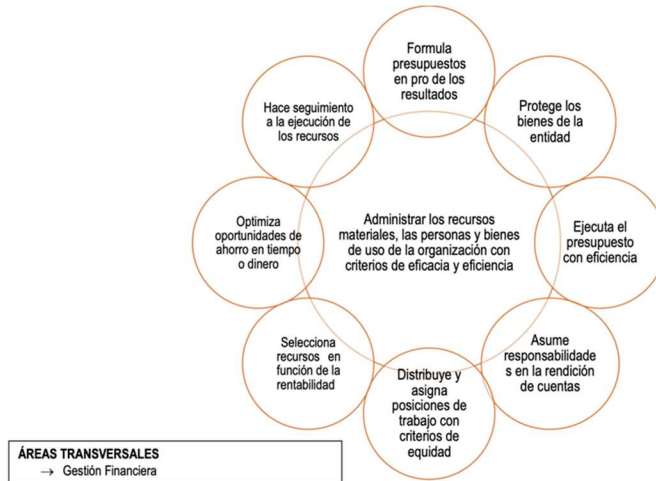 Formula
presupuestos
en pro de los
resultados
Protege los
bienes de la
entidad
Ejecuta el
presupuesto
con eficiencia
Asume
responsabilidade
s en la rendición
de cuentas
Distribuye y
asigna
posiciones de
trabajo con
criterios de
equidad
Selecciona
recursos en
función de la
rentabilidad
Optimiza
oportunidades de
ahorro en tiempo
o dinero
Hace seguimiento
a la ejecución de
los recursos
Administrar los recursos
materiales, las personas y bienes
de uso de la organización con
criterios de eficacia y eficiencia
ÁREAS TRANSVERSALES
→ Gestión Financiera